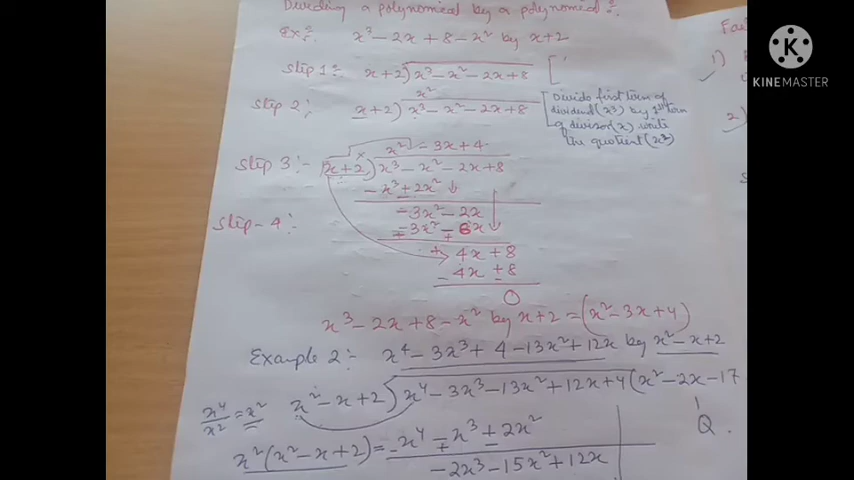 Dividing a polynomial by a polynomial :-
Ex :- x³ - 2x + 8 - x² by x+2
Step 1 :- x+2)x³ - x² - 2x + 8
x²
Step 2 :- x+2)x³ - x² - 2x + 8
Divide first term of
dividend (x³) by 1st term
of divisor (x) write
the quotient (x²)
x² - 3x + 4
Step 3 :- x+2)x³ - x² - 2x + 8
- x³ + 2x²
- 3x² - 2x
Step - 4 :- - 3x² - 6x
+ 4x + 8
- 4x + 8
0
x³ - 2x + 8 - x² by x+2 = (x² - 3x + 4)
Example 2 :- x⁴ - 3x³ + 4 - 13x² + 12x by x² - x + 2
x² - x + 2)x⁴ - 3x³ - 13x² + 12x + 4(x² - 2x - 17
x⁴/x² = x²
Q.
x²(x² - x + 2) = x⁴ - x³ + 2x²
- 2x³ - 15x² + 12x
1)
2)
KINEMASTER